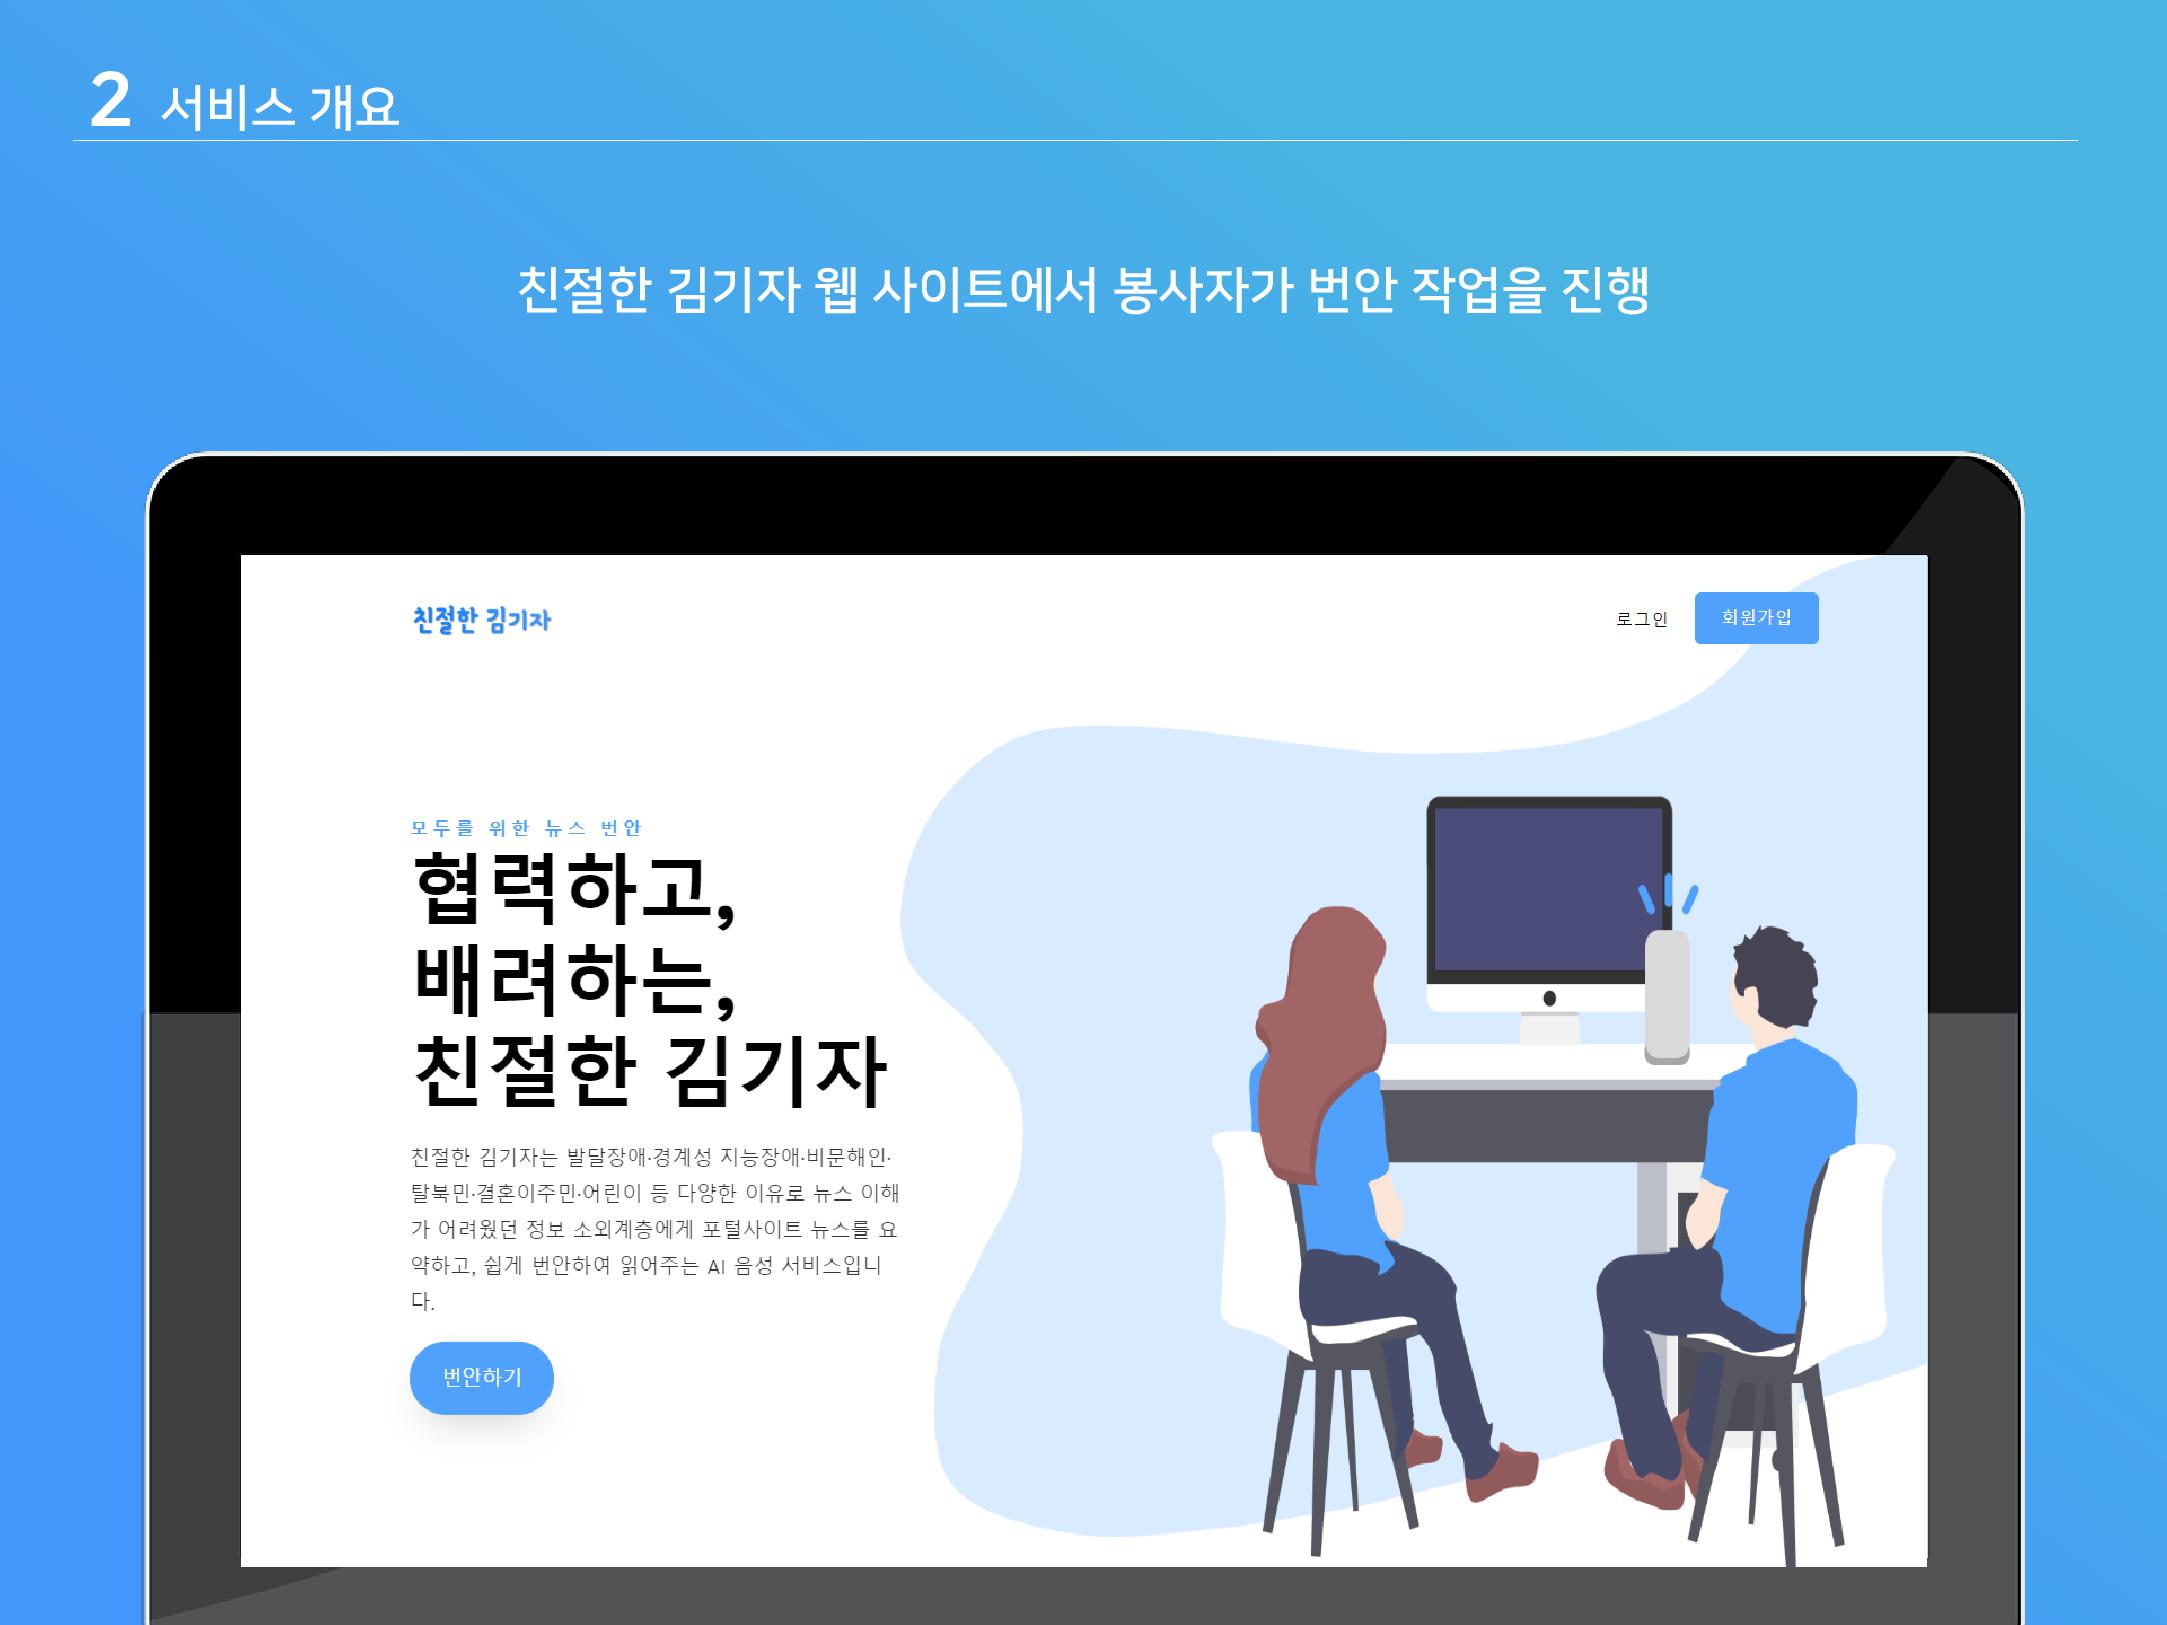 2 서비스 개요
친절한 김기자 웹 사이트에서 봉사자가 번안 작업을 진행
친절한 김기자
로그인
회원가입
모두를 위한 뉴스 번안
협력하고,
배려하는,
친절한 김기자
친절한 김기자는 발달장애·경계성 지능장애·비문해인·
탈북민·결혼이주민·어린이 등 다양한 이유로 뉴스 이해
가 어려웠던 정보 소외계층에게 포털사이트 뉴스를 요
약하고, 쉽게 번안하여 읽어주는 AI 음성 서비스입니
다.
번안하기